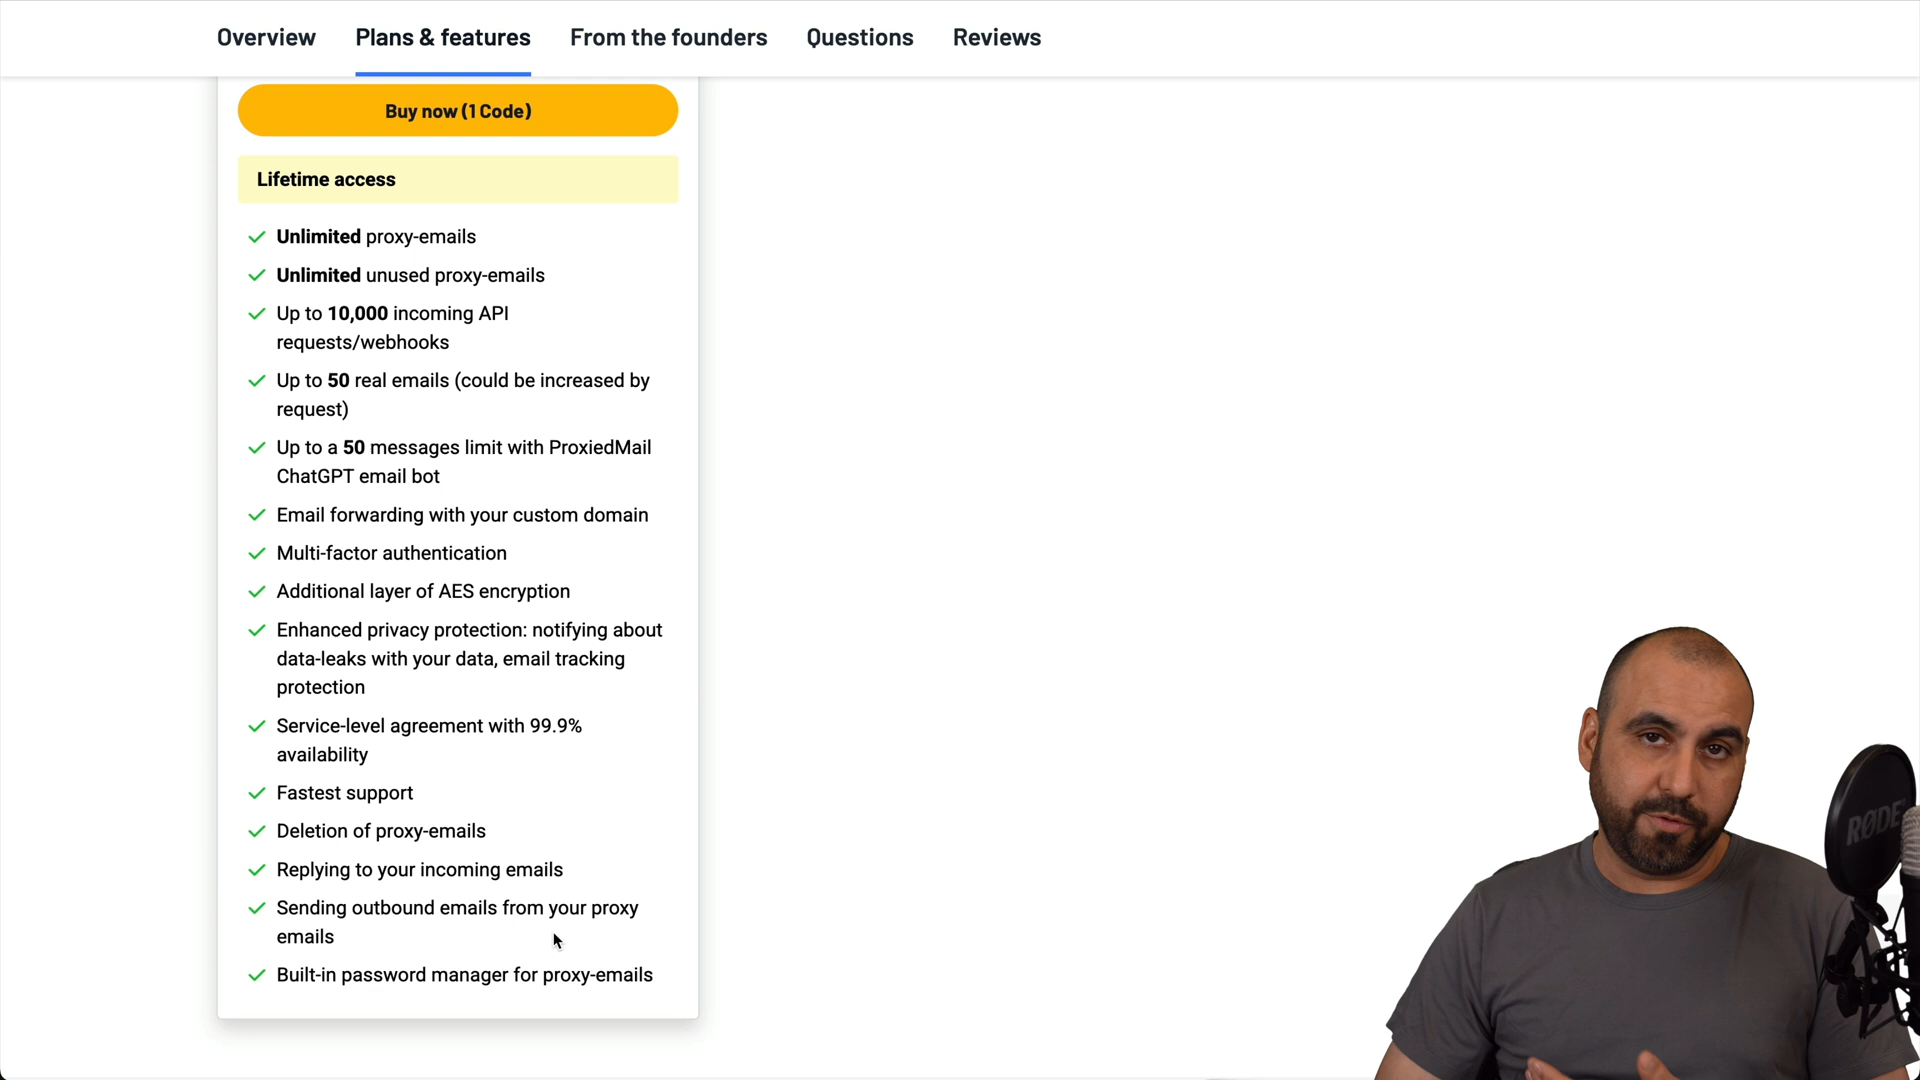 Overview Plans & features From the founders Questions Reviews
Buy now (1 Code)
Lifetime access
Unlimited proxy-emails
Unlimited unused proxy-emails
Up to 10,000 incoming API
requests/webhooks
Up to 50 real emails (could be increased by
request)
Up to a 50 messages limit with ProxiedMail
ChatGPT email bot
Email forwarding with your custom domain
Multi-factor authentication
Additional layer of AES encryption
Enhanced privacy protection: notifying about
data-leaks with your data, email tracking
protection
Service-level agreement with 99.9%
availability
Fastest support
Deletion of proxy-emails
Replying to your incoming emails
Sending outbound emails from your proxy
emails
Built-in password manager for proxy-emails
RØDE